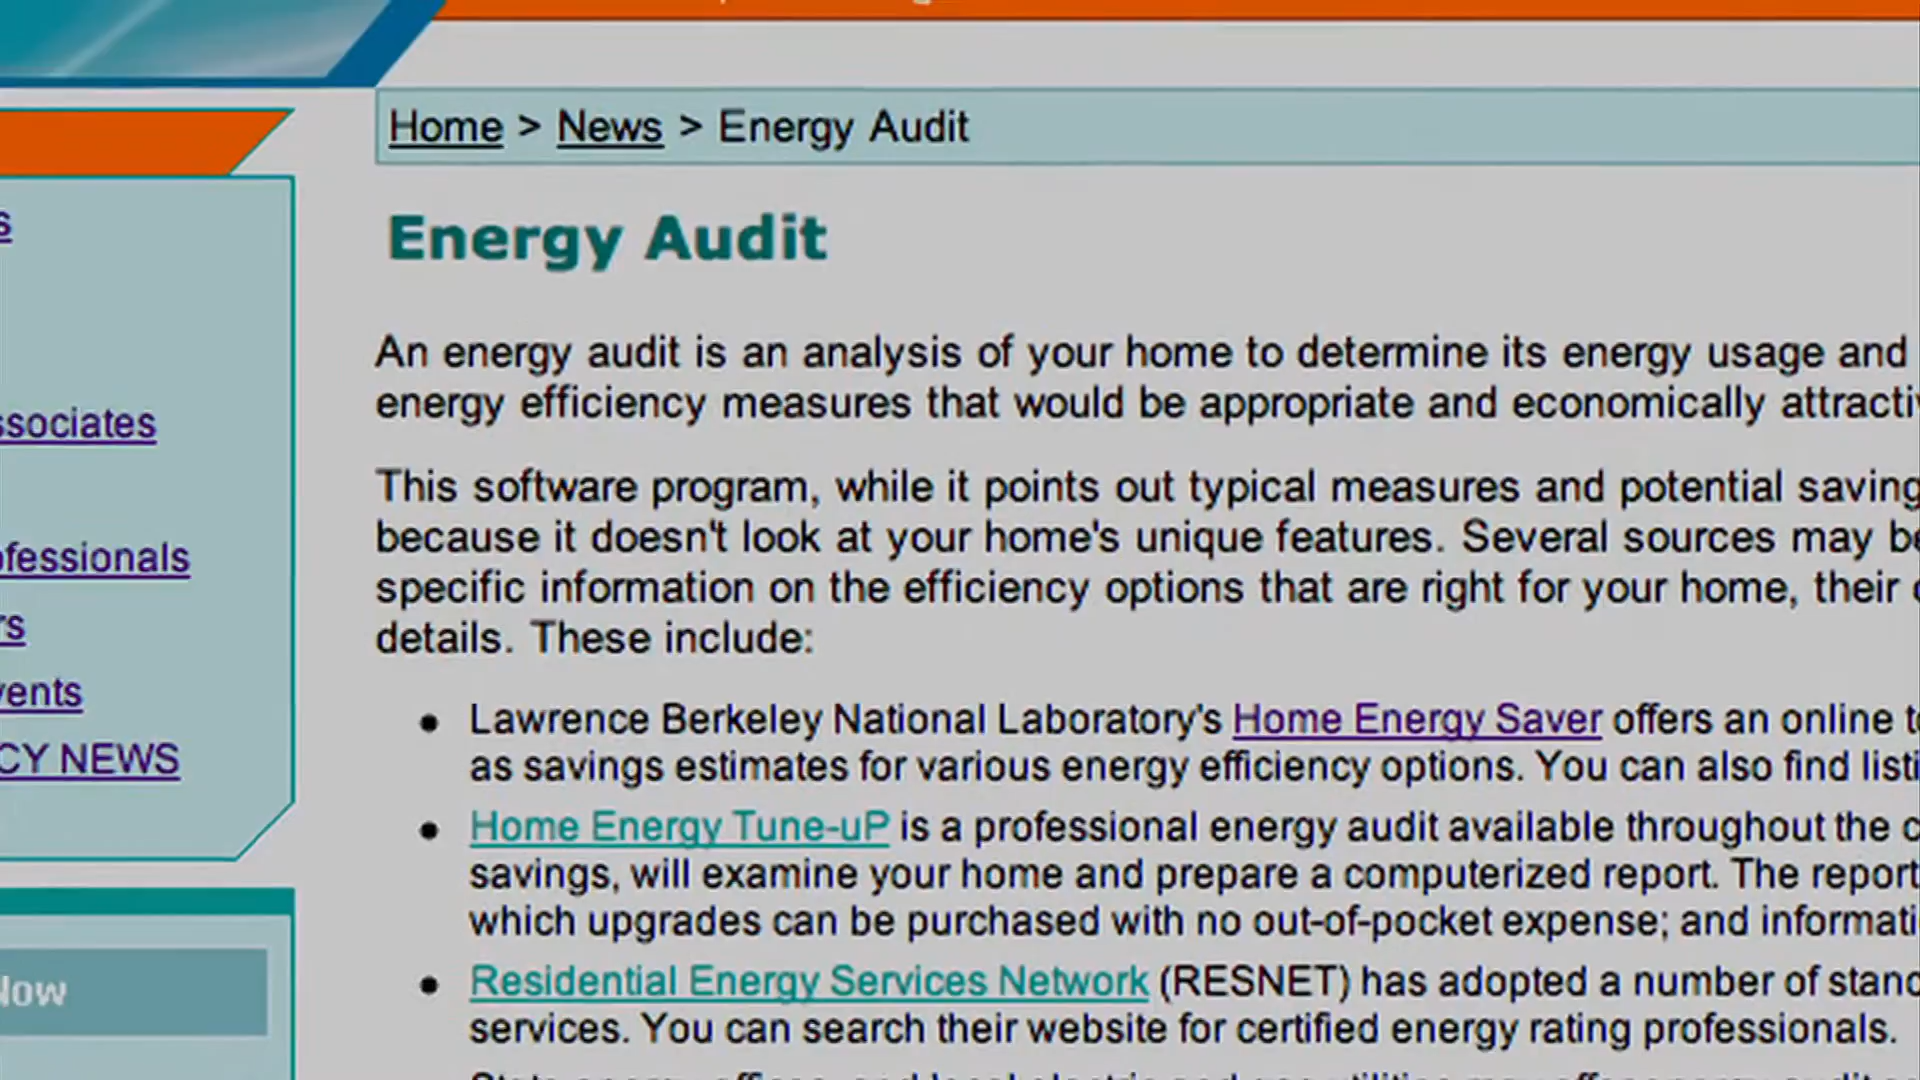 Home > News > Energy Audit
Energy Audit
An energy audit is an analysis of your home to determine its energy usage and
energy efficiency measures that would be appropriate and economically
This software program, while it points out typical measures and potential
because it doesn't look at your home's unique features. Several sources may
specific information on the efficiency options that are right for your home, their
details. These include:
Lawrence Berkeley National Laboratory's Home Energy Saver offers an online
as savings estimates for various energy efficiency options. You can also find
Home Energy Tune-uP is a professional energy audit available throughout the
savings, will examine your home and prepare a computerized report. The report
which upgrades can be purchased with no out-of-pocket expense; and
Residential Energy Services Network (RESNET) has adopted a number of
services. You can search their website for certified energy rating professionals.
ssociates
ofessionals
rs
vents
CY NEWS
Now